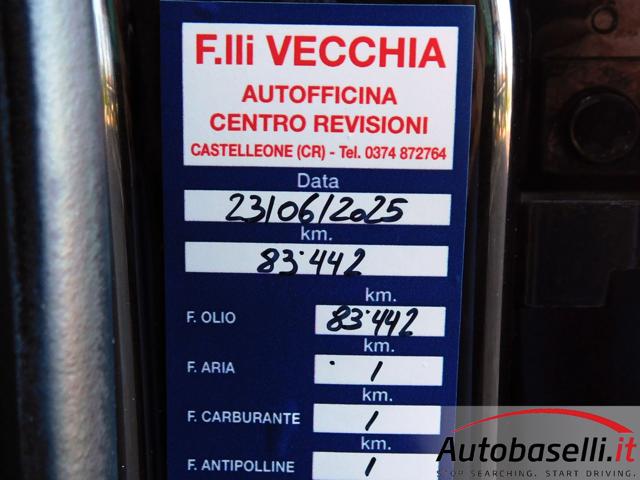 F.lli VECCHIA
AUTOFFICINA
CENTRO REVISIONI
CASTELLEONE (CR) - Tel. 0374 872764
Data
23/06/2025
km.
83'442
km.
F. OLIO 83'442
km.
F. ARIA /
km.
F. CARBURANTE /
km.
F. ANTIPOLLINE /
Autobaselli.it
STOP SEARCHING. START DRIVING.